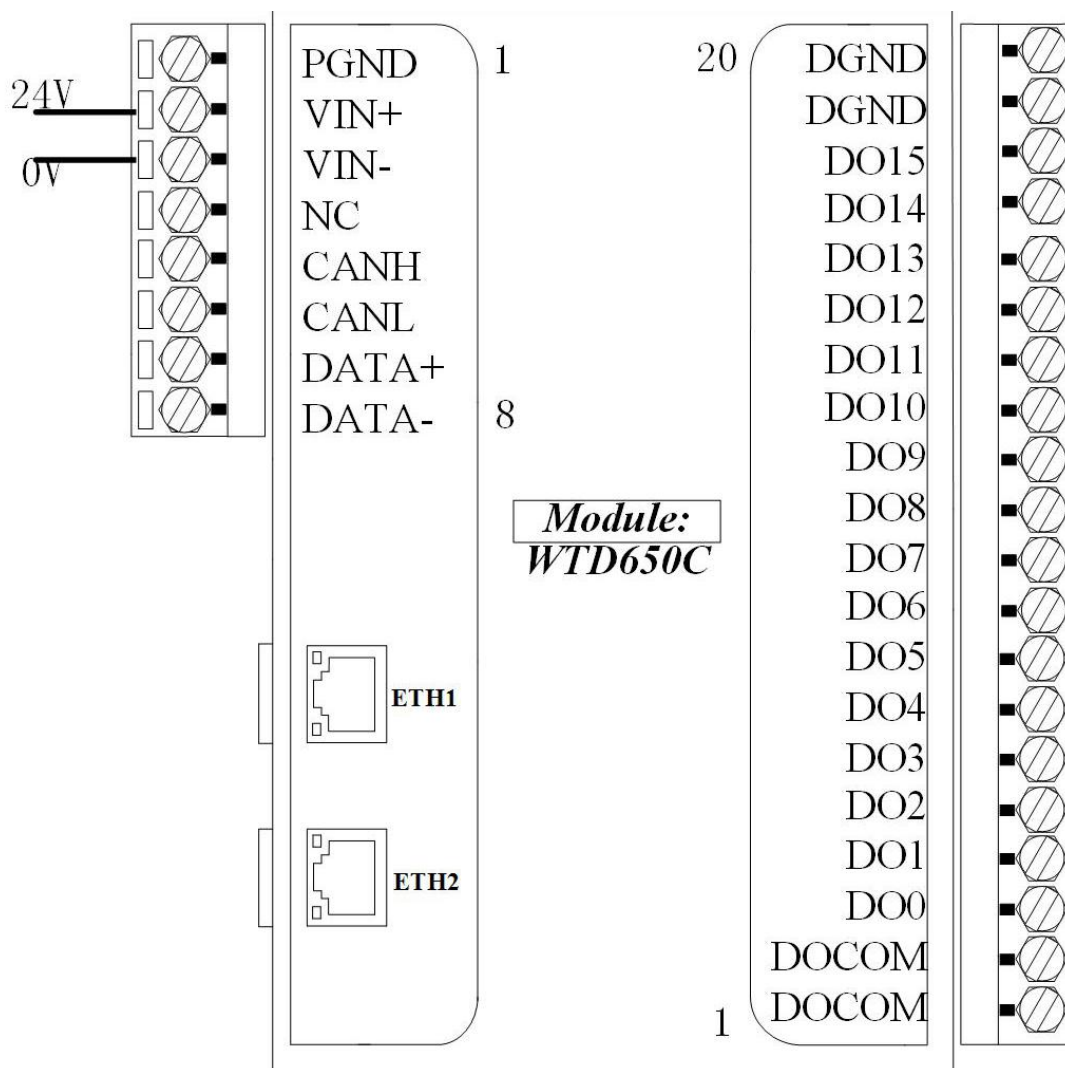 24V
0V
PGND
VIN+
VIN-
NC
CANH
CANL
DATA+
DATA-
1
8
ETH1
ETH2
Module:
WTD650C
20
1
DGND
DGND
DO15
DO14
DO13
DO12
DO11
DO10
DO9
DO8
DO7
DO6
DO5
DO4
DO3
DO2
DO1
DO0
DOCOM
DOCOM